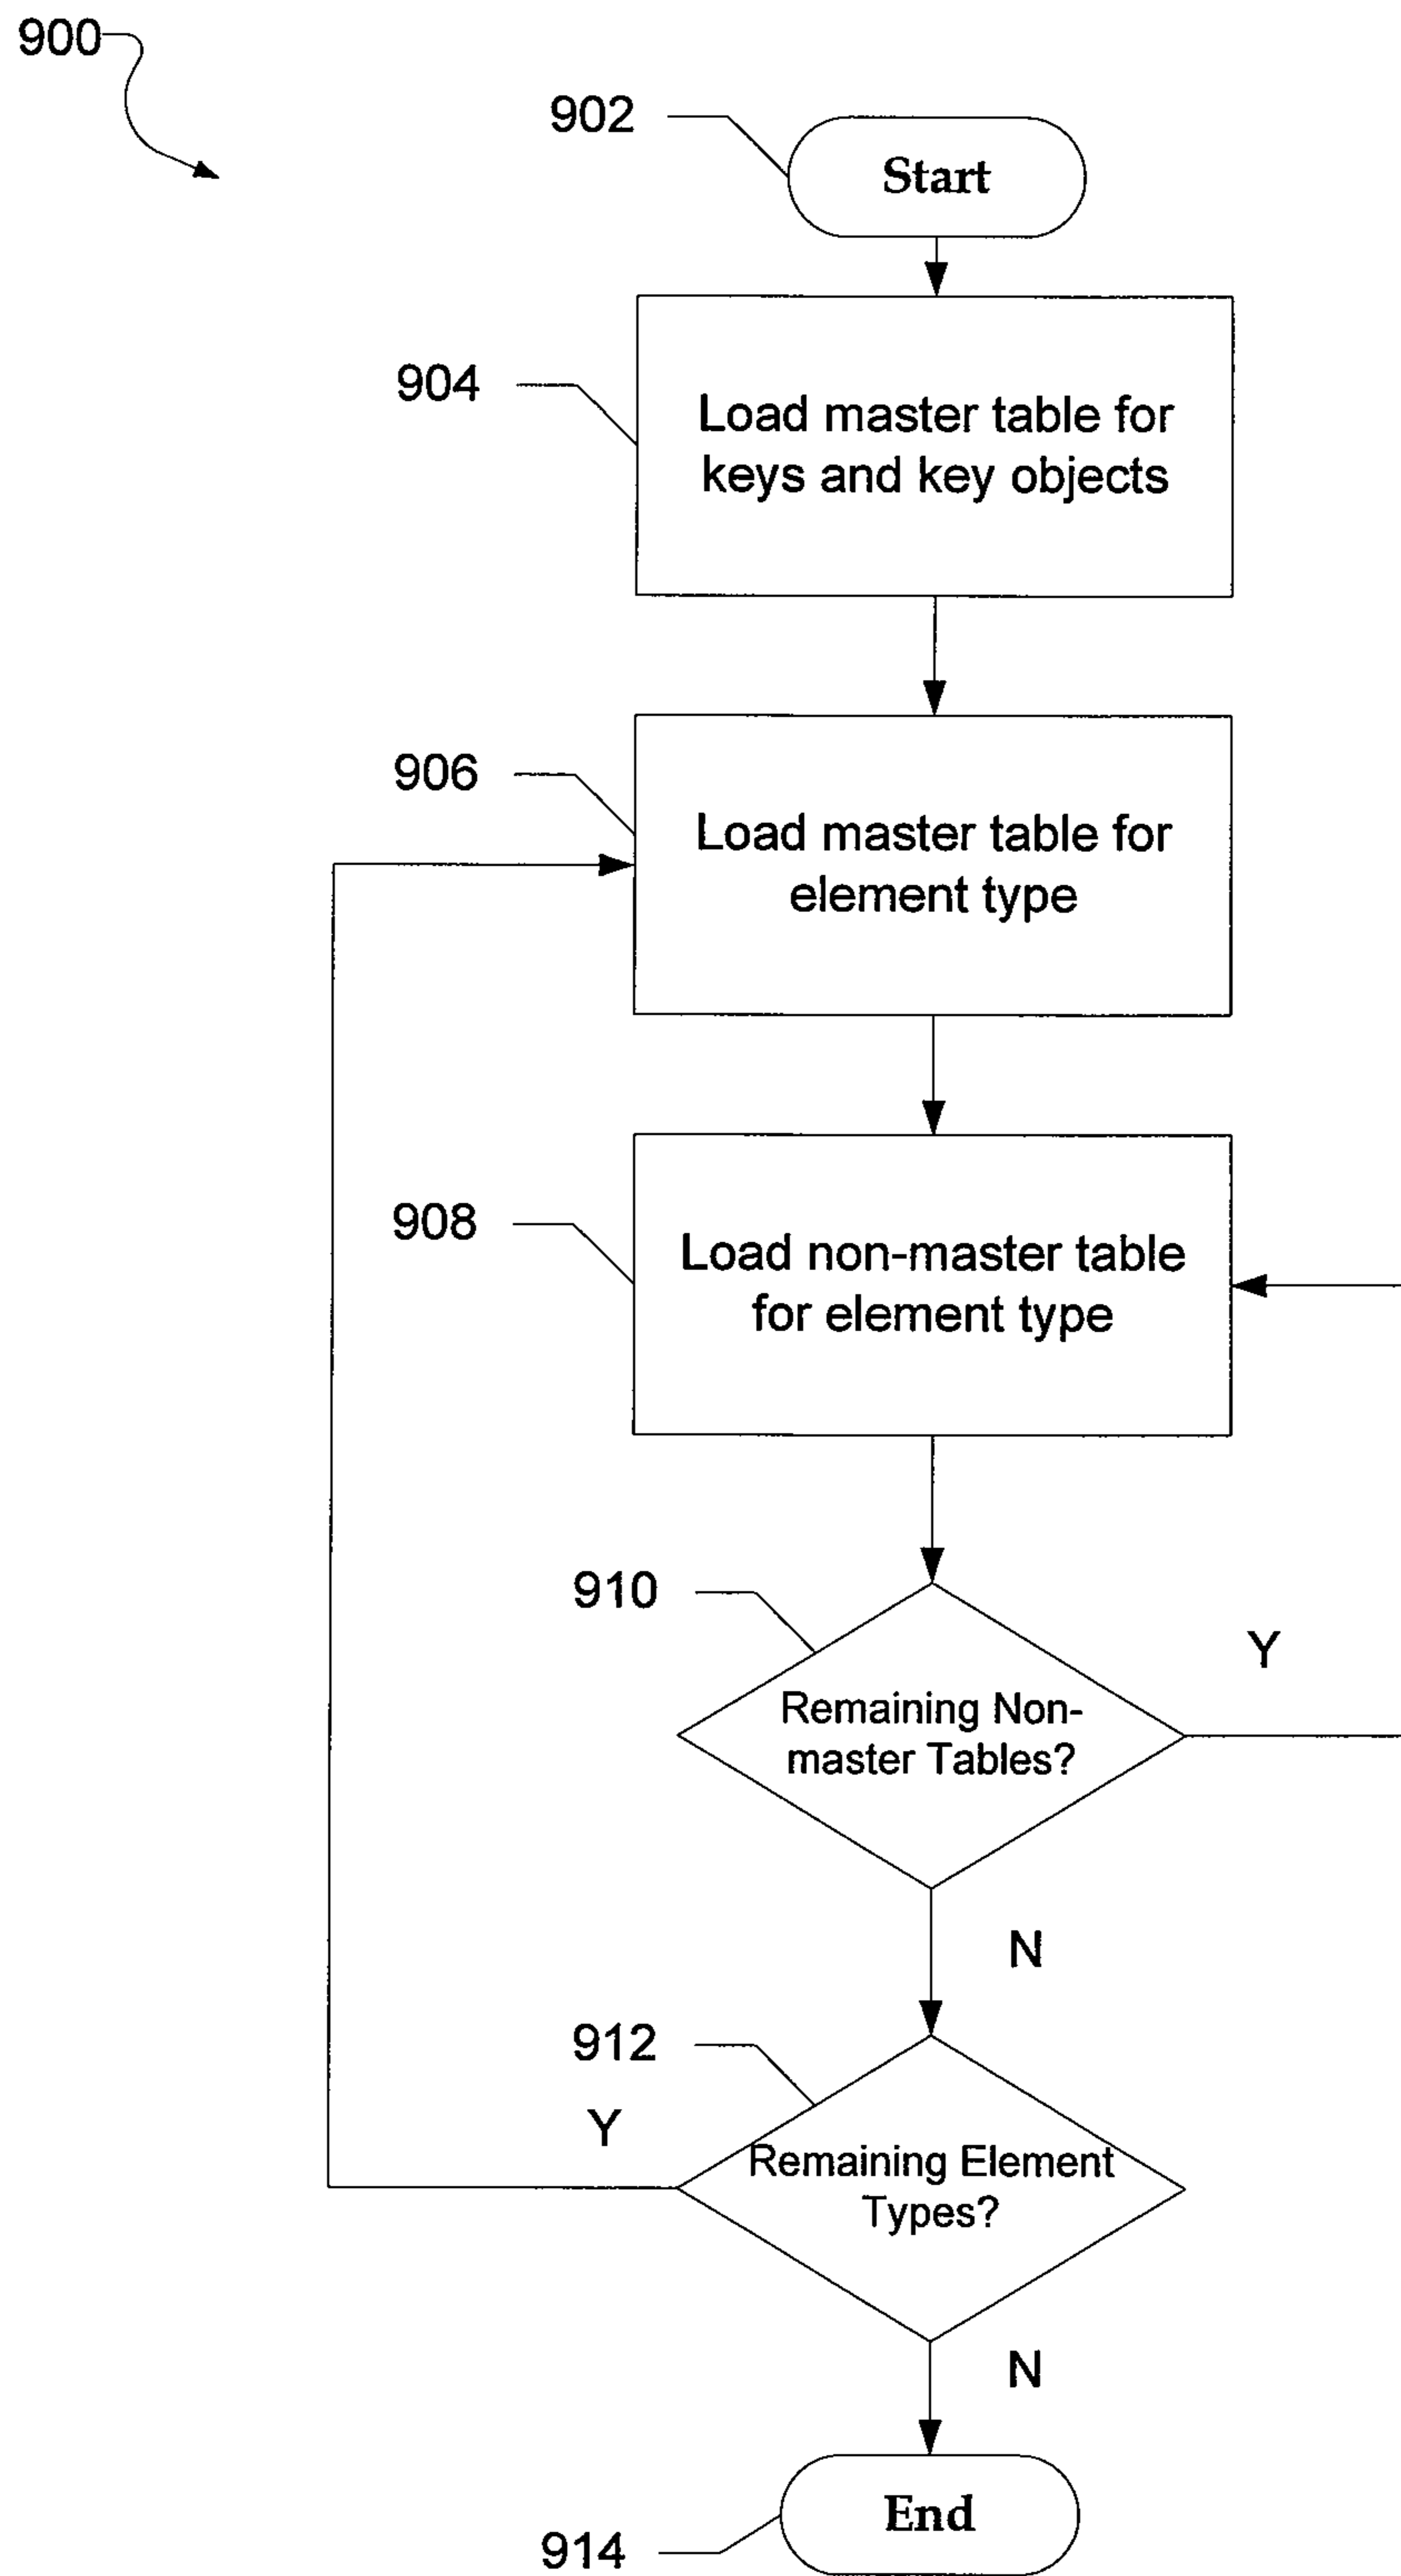 900
902
Start
904
Load master table for
keys and key objects
906
Load master table for
element type
908
Load non-master table
for element type
910
Y
Remaining Non-
master Tables?
N
912
Y
Remaining Element
Types?
N
End
914